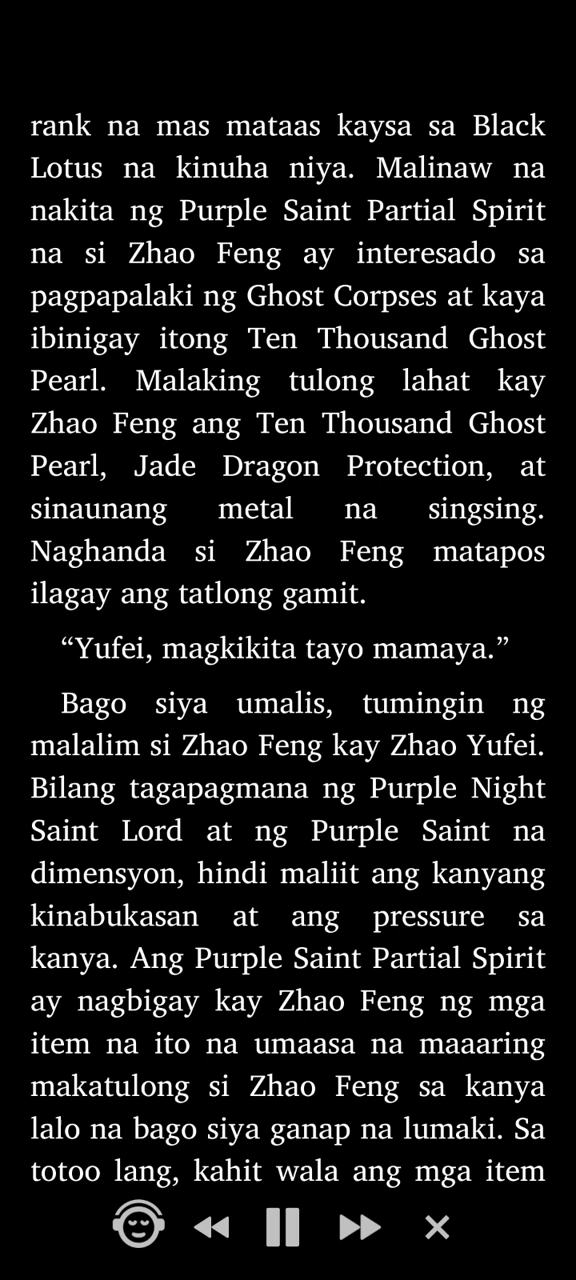 rank na mas mataas kaysa sa Black
Lotus na kinuha niya. Malinaw na
nakita ng Purple Saint Partial Spirit
na si Zhao Feng ay interesado sa
pagpapalaki ng Ghost Corpses at kaya
ibinigay itong Ten Thousand Ghost
Pearl. Malaking tulong lahat kay
Zhao Feng ang Ten Thousand Ghost
Pearl, Jade Dragon Protection, at
sinaunang metal na singsing.
Naghanda si Zhao Feng matapos
ilagay ang tatlong gamit.
“Yufei, magkikita tayo mamaya.”
Bago siya umalis, tumingin ng
malalim si Zhao Feng kay Zhao Yufei.
Bilang tagapagmana ng Purple Night
Saint Lord at ng Purple Saint na
dimensyon, hindi maliit ang kanyang
kinabukasan at ang pressure sa
kanya. Ang Purple Saint Partial Spirit
ay nagbigay kay Zhao Feng ng mga
item na ito na umaasa na maaaring
makatulong si Zhao Feng sa kanya
lalo na bago siya ganap na lumaki. Sa
totoo lang, kahit wala ang mga item